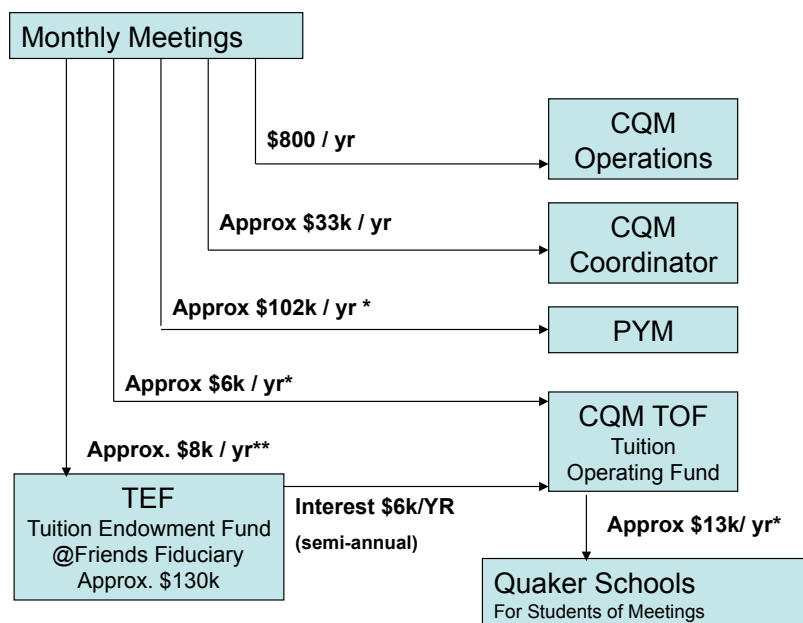 Monthly Meetings
$800 / yr
CQM
Operations
Approx $33k / yr
CQM
Coordinator
Approx $102k / yr *
PYM
Approx $6k / yr*
CQM TOF
Tuition
Operating Fund
Approx. $8k / yr**
TEF
Tuition Endowment Fund
@Friends Fiduciary
Approx. $130k
Interest $6k/YR
(semi-annual)
Approx $13k/ yr*
Quaker Schools
For Students of Meetings